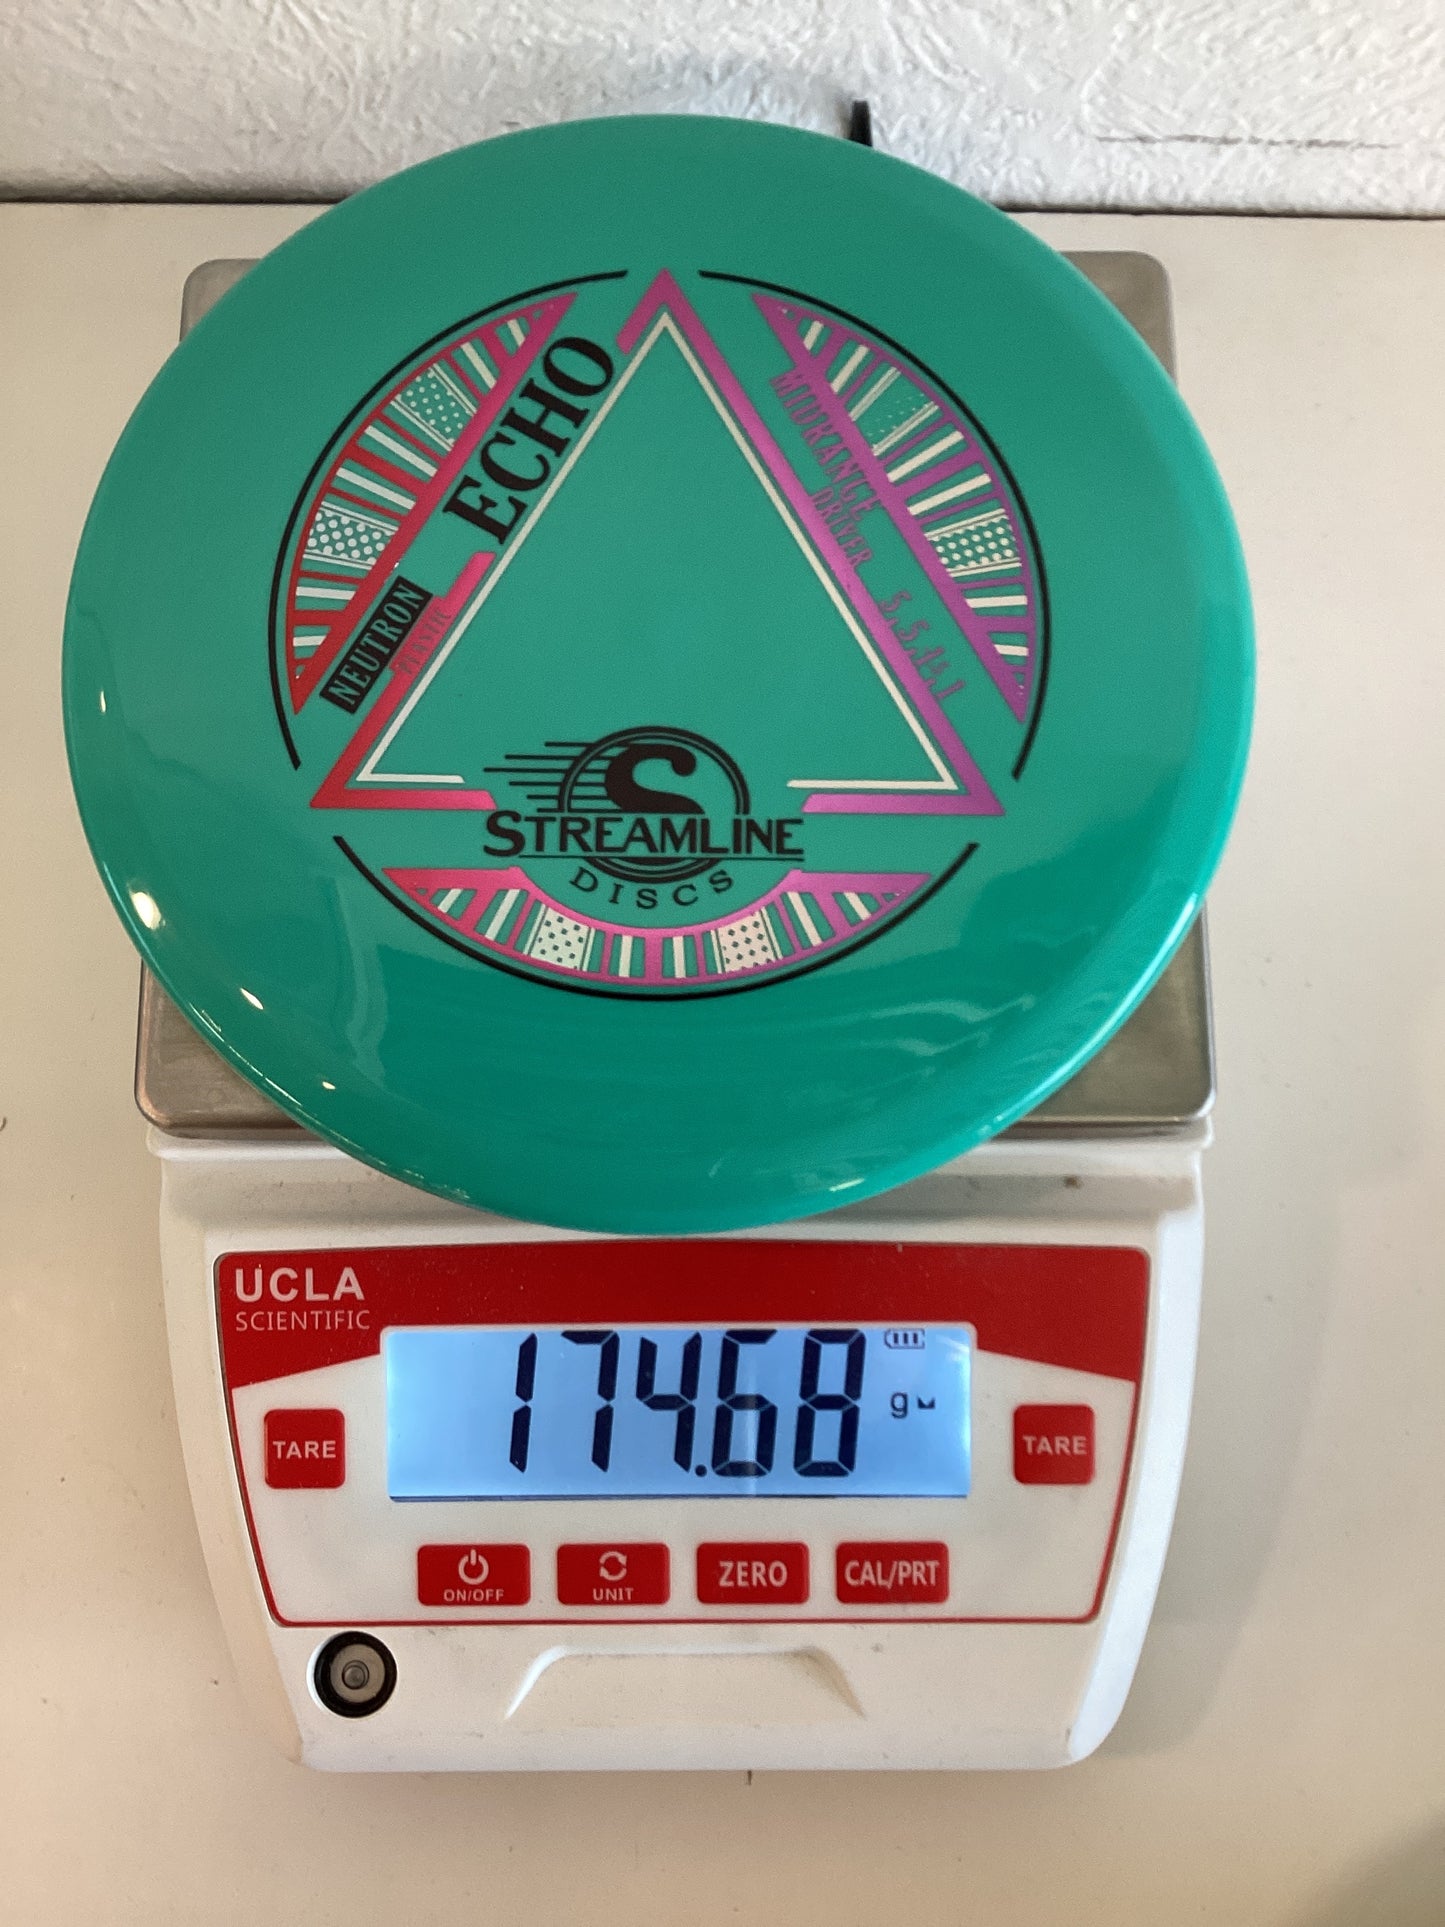 ECHO
NEUTRON
PLASTIC
MIDRANGE
DRIVER
5, 5, -1, 1
S
STREAMLINE
DISCS
UCLA
SCIENTIFIC
174.68
g
TARE
TARE
ON/OFF
UNIT
ZERO
CAL/PRT